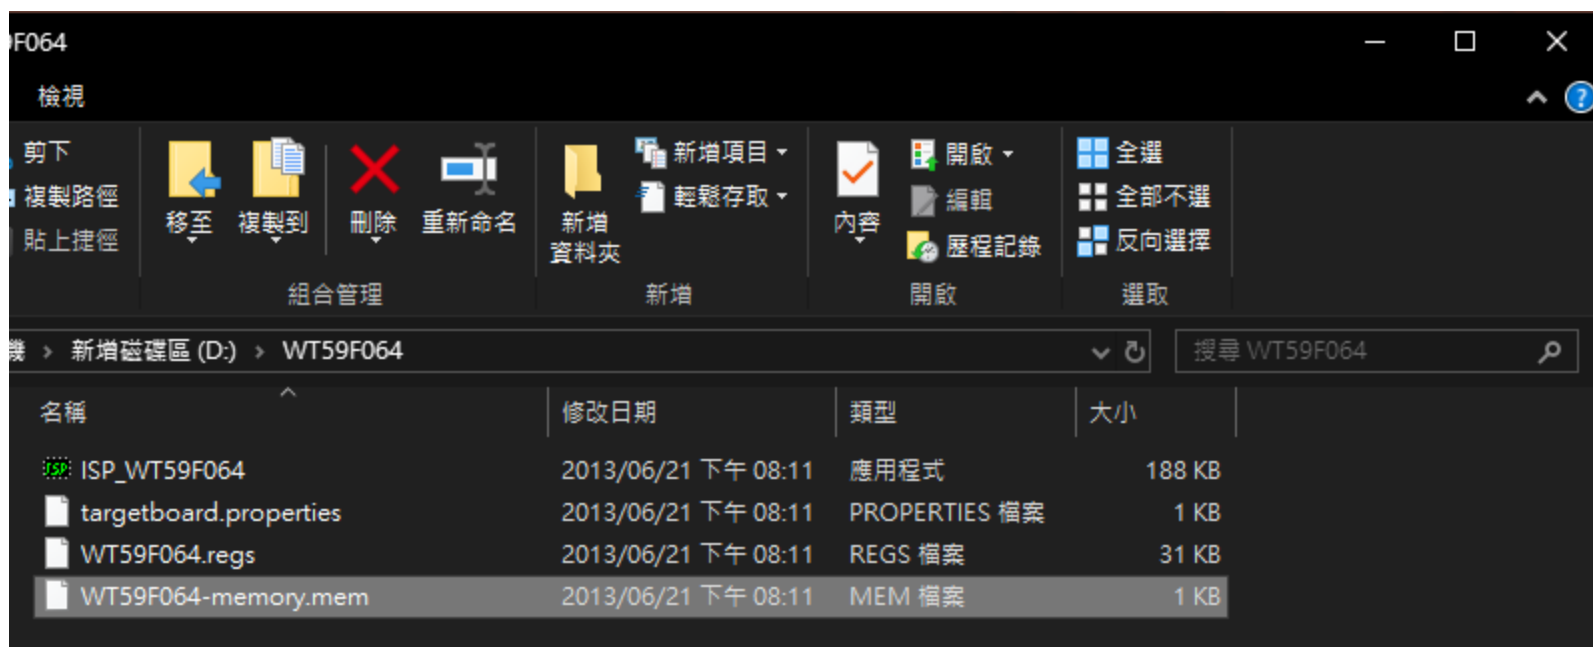 F064
檢視
剪下
複製路徑
貼上捷徑
移至
複製到
刪除
重新命名
組合管理
新增
資料夾
新增項目
輕鬆存取
新增
內容
開啟
編輯
歷程記錄
開啟
全選
全部不選
反向選擇
選取
機 › 新增磁碟區 (D:) › WT59F064
搜尋 WT59F064
名稱 修改日期 類型 大小
ISP_WT59F064 2013/06/21 下午 08:11 應用程式 188 KB
targetboard.properties 2013/06/21 下午 08:11 PROPERTIES 檔案 1 KB
WT59F064.regs 2013/06/21 下午 08:11 REGS 檔案 31 KB
WT59F064-memory.mem 2013/06/21 下午 08:11 MEM 檔案 1 KB